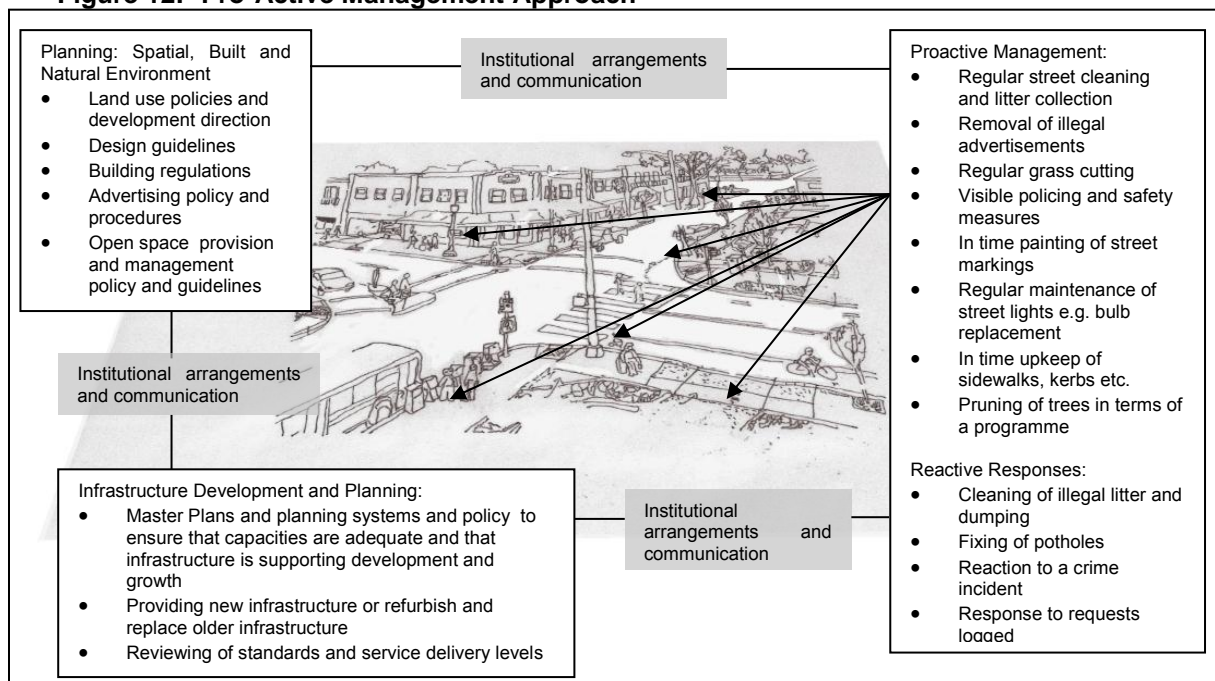 Figure 12: Pro-Active Management Approach
Planning: Spatial, Built and
Natural Environment
• Land use policies and
development direction
• Design guidelines
• Building regulations
• Advertising policy and
procedures
• Open space provision
and management
policy and guidelines
Institutional arrangements
and communication
Proactive Management:
• Regular street cleaning
and litter collection
• Removal of illegal
advertisements
• Regular grass cutting
• Visible policing and safety
measures
• In time painting of street
markings
• Regular maintenance of
street lights e.g. bulb
replacement
• In time upkeep of
sidewalks, kerbs etc.
• Pruning of trees in terms of
a programme
Reactive Responses:
• Cleaning of illegal litter and
dumping
• Fixing of potholes
• Reaction to a crime
incident
• Response to requests
logged
Institutional arrangements
and communication
Infrastructure Development and Planning:
• Master Plans and planning systems and policy to
ensure that capacities are adequate and that
infrastructure is supporting development and
growth
• Providing new infrastructure or refurbish and
replace older infrastructure
• Reviewing of standards and service delivery levels
Institutional
arrangements and
communication